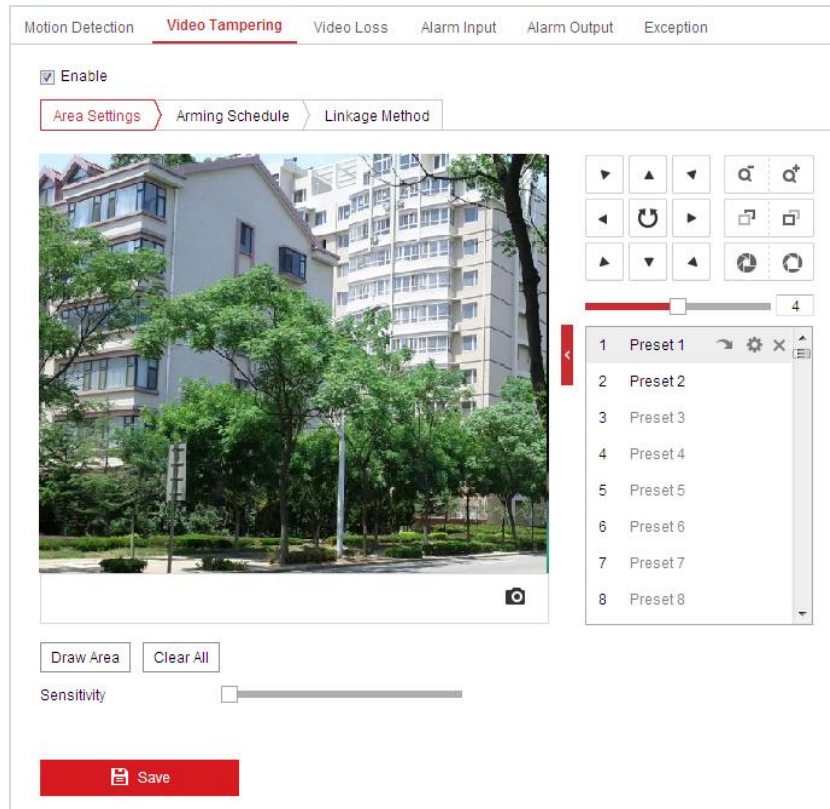 Motion Detection Video Tampering Video Loss Alarm Input Alarm Output Exception
Enable
Area Settings Arming Schedule Linkage Method
4
1 Preset 1
2 Preset 2
3 Preset 3
4 Preset 4
5 Preset 5
6 Preset 6
7 Preset 7
8 Preset 8
Draw Area Clear All
Sensitivity
Save